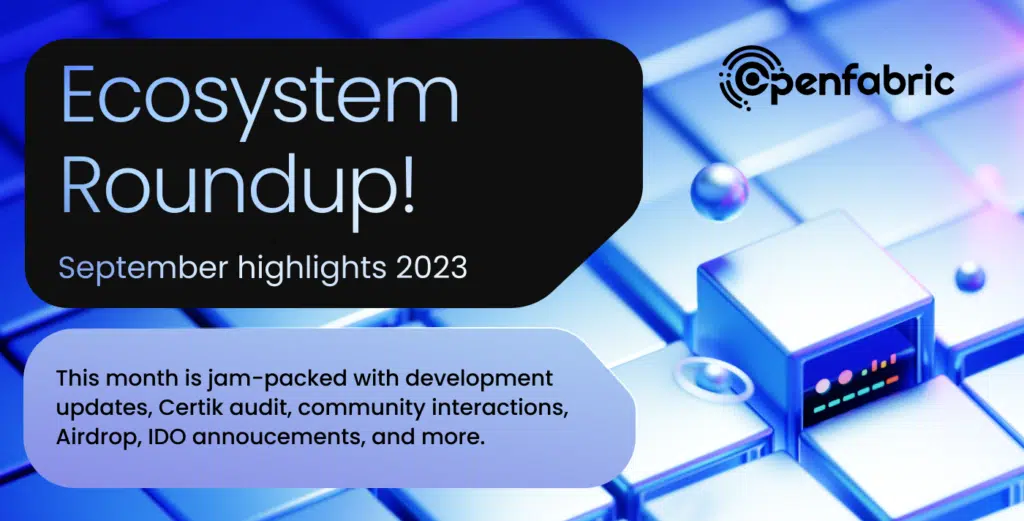 Ecosystem
Roundup!
September highlights 2023
Openfabric
This month is jam-packed with development
updates, Certik audit, community interactions,
Airdrop, IDO annoucements, and more.